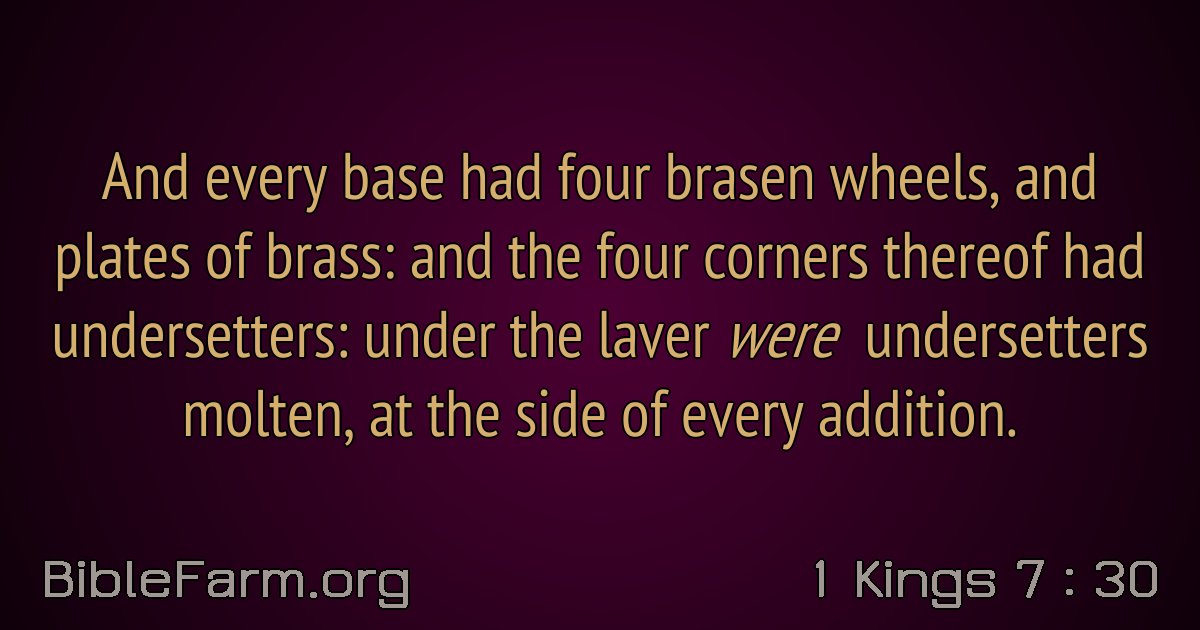 And every base had four brasen wheels, and
plates of brass: and the four corners thereof had
undersetters: under the laver were undersetters
molten, at the side of every addition.
BibleFarm.org
1 Kings 7 : 30